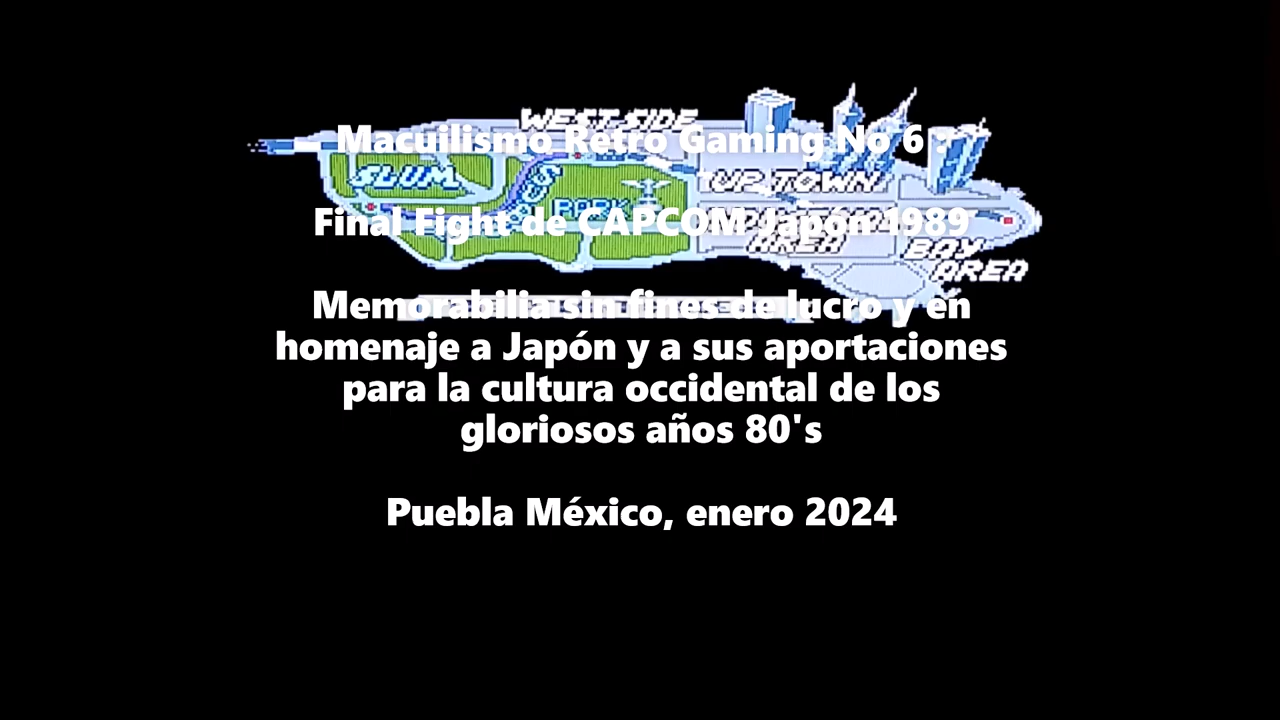 WEST SIDE
Macuilismo Retro Gaming No 6 :
SLUM
UP TOWN
PARK
Final Fight de CAPCOM Japón 1989
AREA
BAY
AREA
Memorabilia sin fines de lucro y en
homenaje a Japón y a sus aportaciones
para la cultura occidental de los
gloriosos años 80's
Puebla México, enero 2024